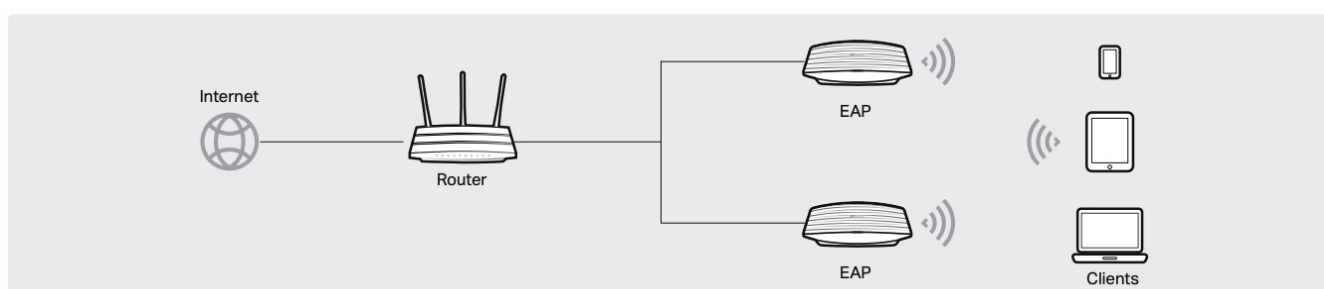 Internet
Router
EAP
EAP
Clients